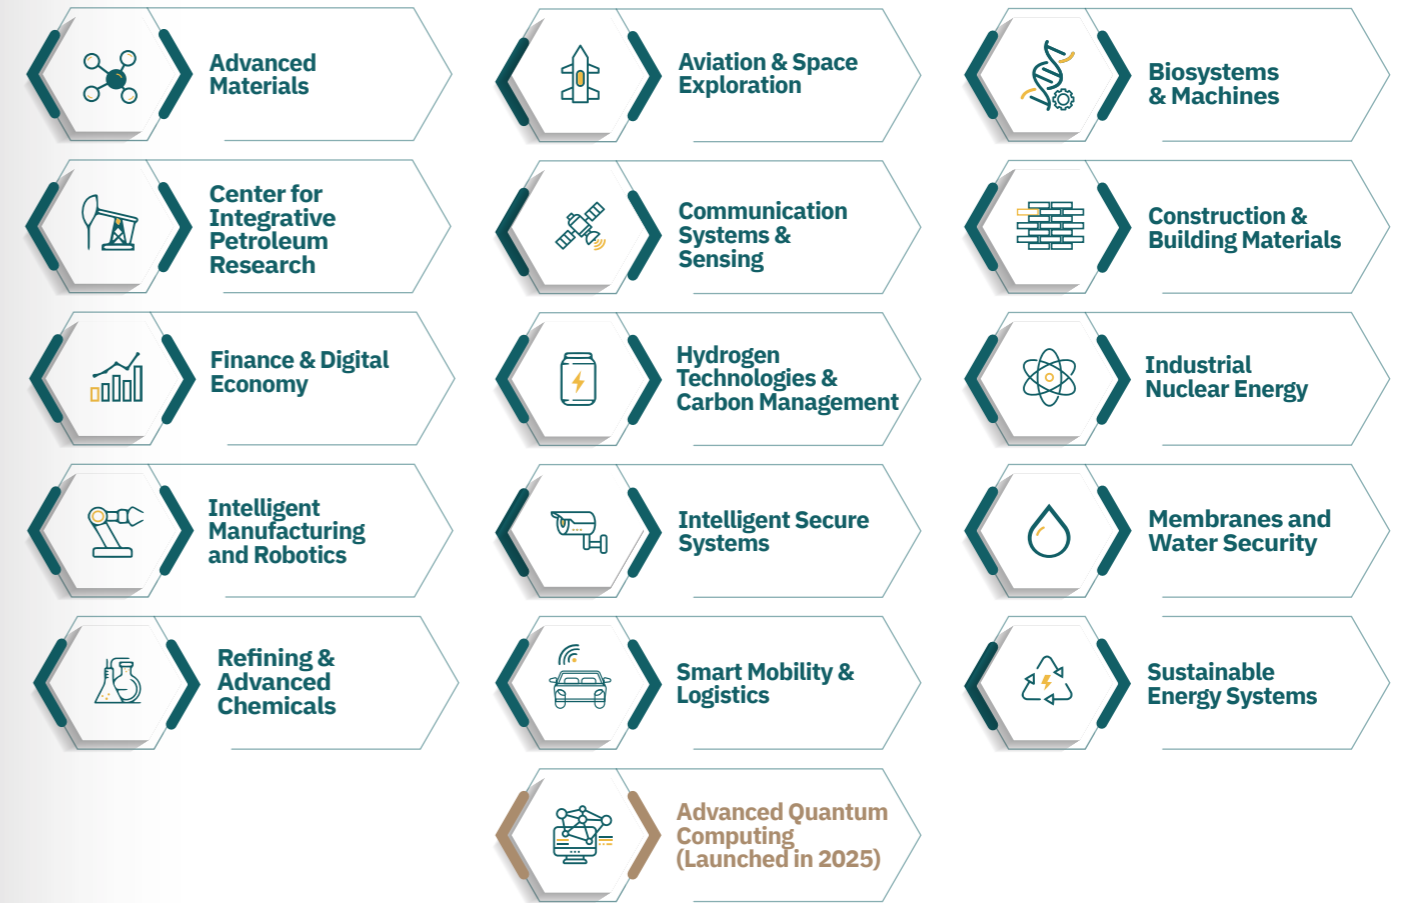 Advanced
Materials
Aviation & Space
Exploration
Biosystems
& Machines
Center for
Integrative
Petroleum
Research
Communication
Systems &
Sensing
Construction &
Building Materials
Finance & Digital
Economy
Hydrogen
Technologies &
Carbon Management
Industrial
Nuclear Energy
Intelligent
Manufacturing
and Robotics
Intelligent Secure
Systems
Membranes and
Water Security
Refining &
Advanced
Chemicals
Smart Mobility &
Logistics
Sustainable
Energy Systems
Advanced Quantum
Computing
(Launched in 2025)